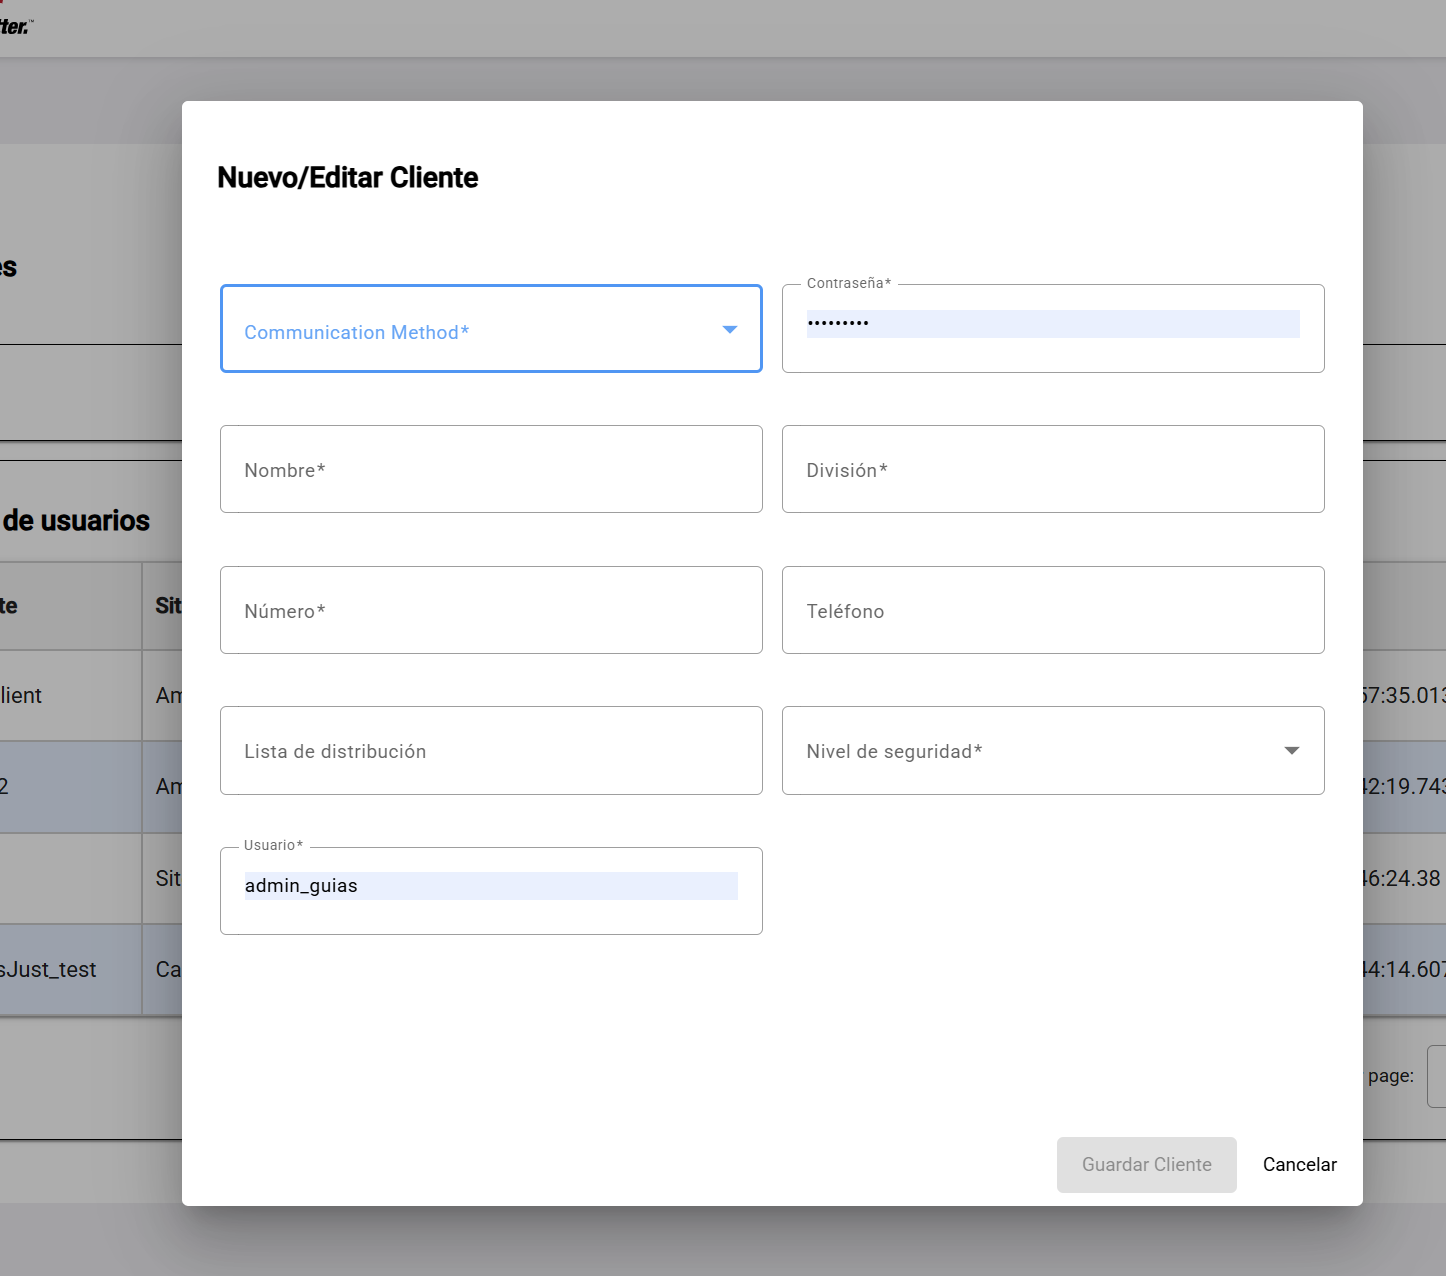 tter.™
Nuevo/Editar Cliente
es
Communication Method*
Contraseña*
•••••••••
Nombre*
División*
de usuarios
Número*
Teléfono
te
Sit
lient
Am
57:35.013
Lista de distribución
Nivel de seguridad*
2
Am
42:19.743
Usuario*
admin_guias
Sit
46:24.38
sJust_test
Ca
44:14.607
page:
Guardar Cliente
Cancelar